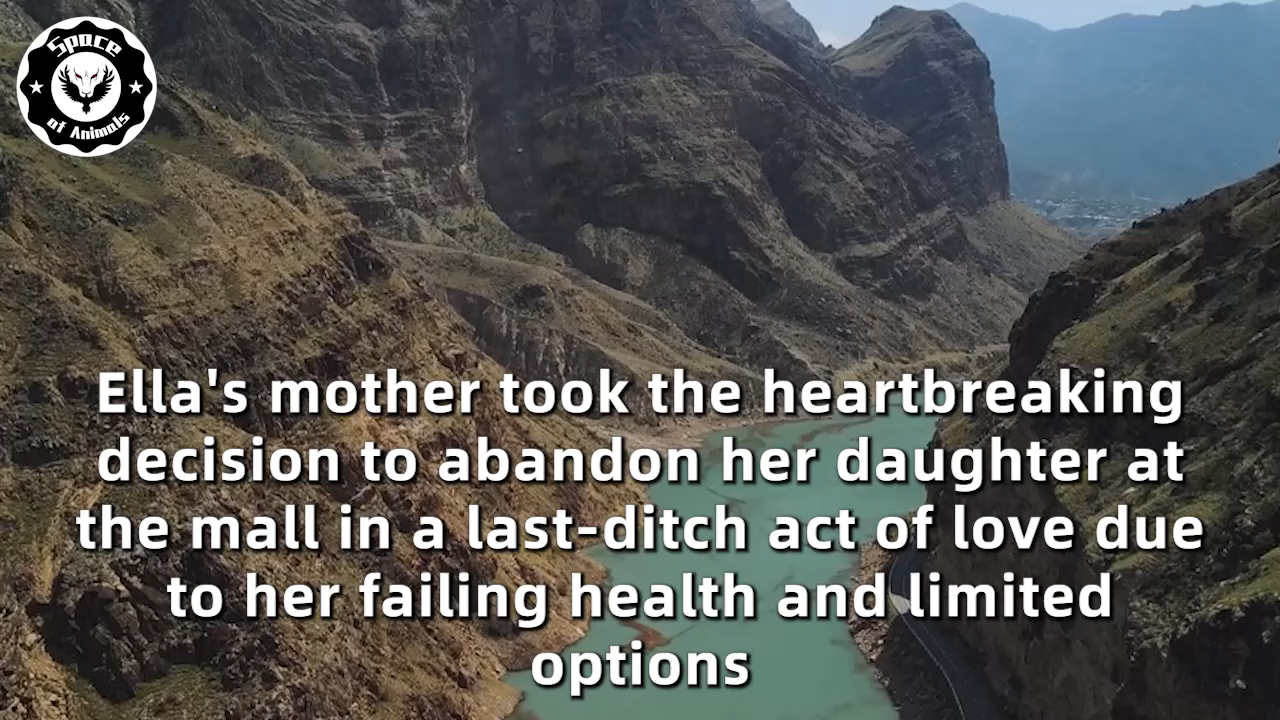 Space
of Animals
Ella's mother took the heartbreaking
decision to abandon her daughter at
the mall in a last-ditch act of love due
to her failing health and limited
options